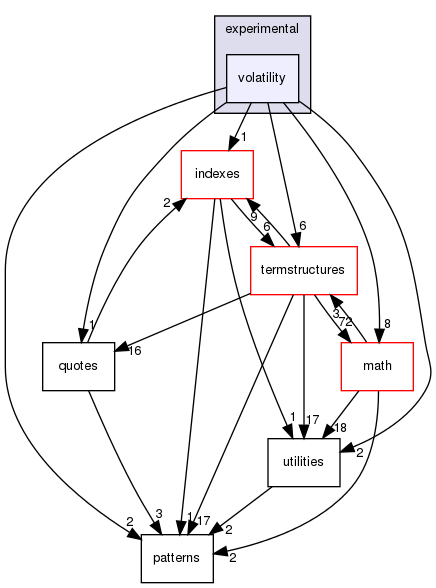 experimental
volatility
1
indexes
2
9
6
6
termstructures
1
16
3
72
8
quotes
math
1
17
18
utilities
2
3
1
17
2
2
patterns
2